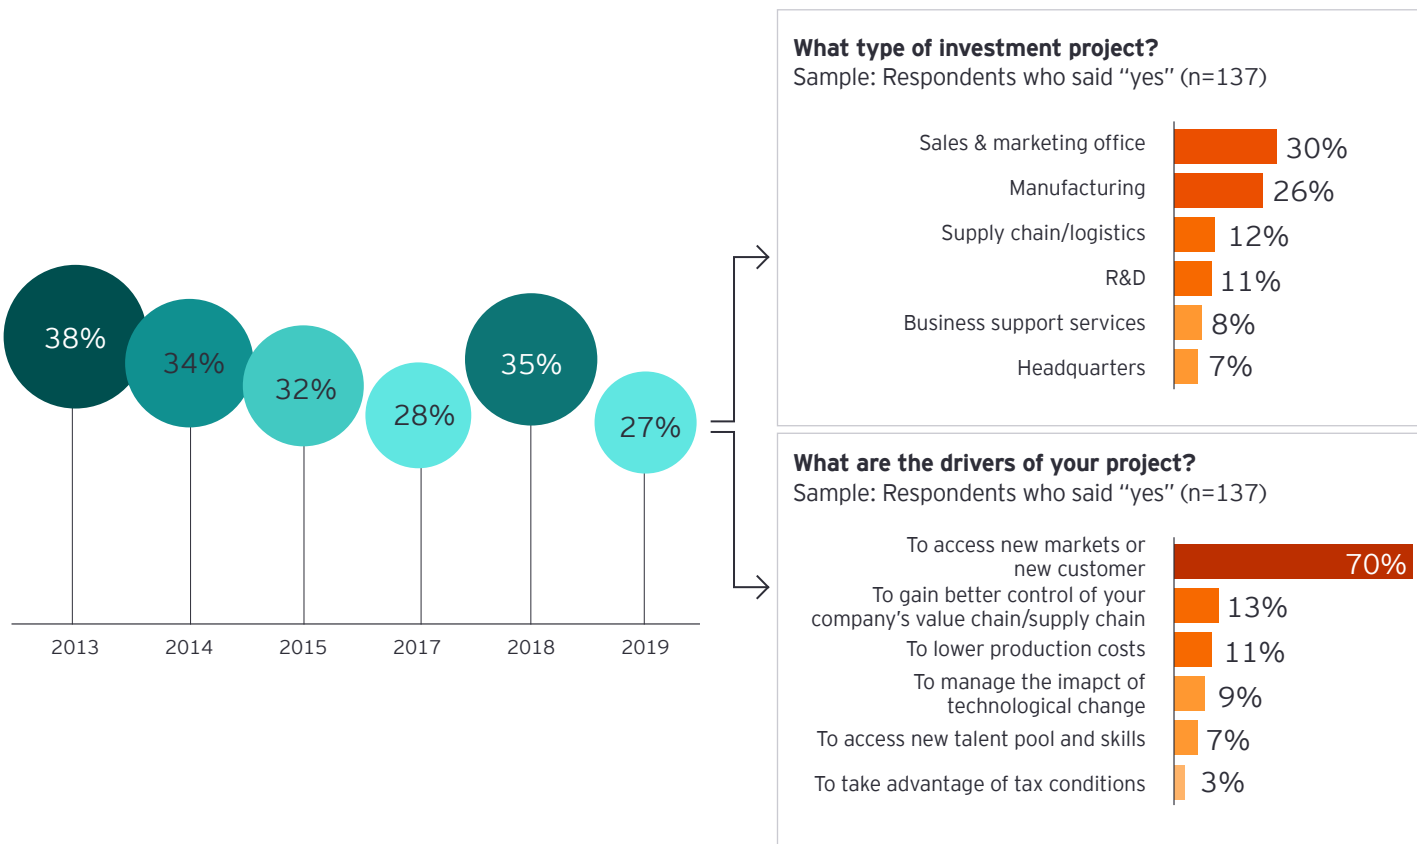 38%
34%
32%
28%
35%
27%
2013
2014
2015
2017
2018
2019
What type of investment project?
Sample: Respondents who said “yes” (n=137)
Sales & marketing office
30%
Manufacturing
26%
Supply chain/logistics
12%
R&D
11%
Business support services
8%
Headquarters
7%
What are the drivers of your project?
Sample: Respondents who said “yes” (n=137)
To access new markets or
new customer
70%
To gain better control of your
company’s value chain/supply chain
13%
To lower production costs
11%
To manage the imapct of
technological change
9%
To access new talent pool and skills
7%
To take advantage of tax conditions
3%